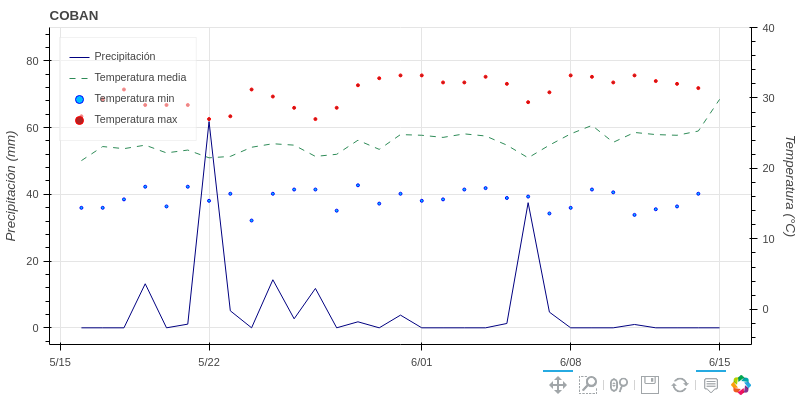 COBAN
Precipitación
Temperatura media
Temperatura min
Temperatura max
Precipitación (mm)
80
60
40
20
0
Temperatura (°C)
40
30
20
10
0
5/15
5/22
6/01
6/08
6/15